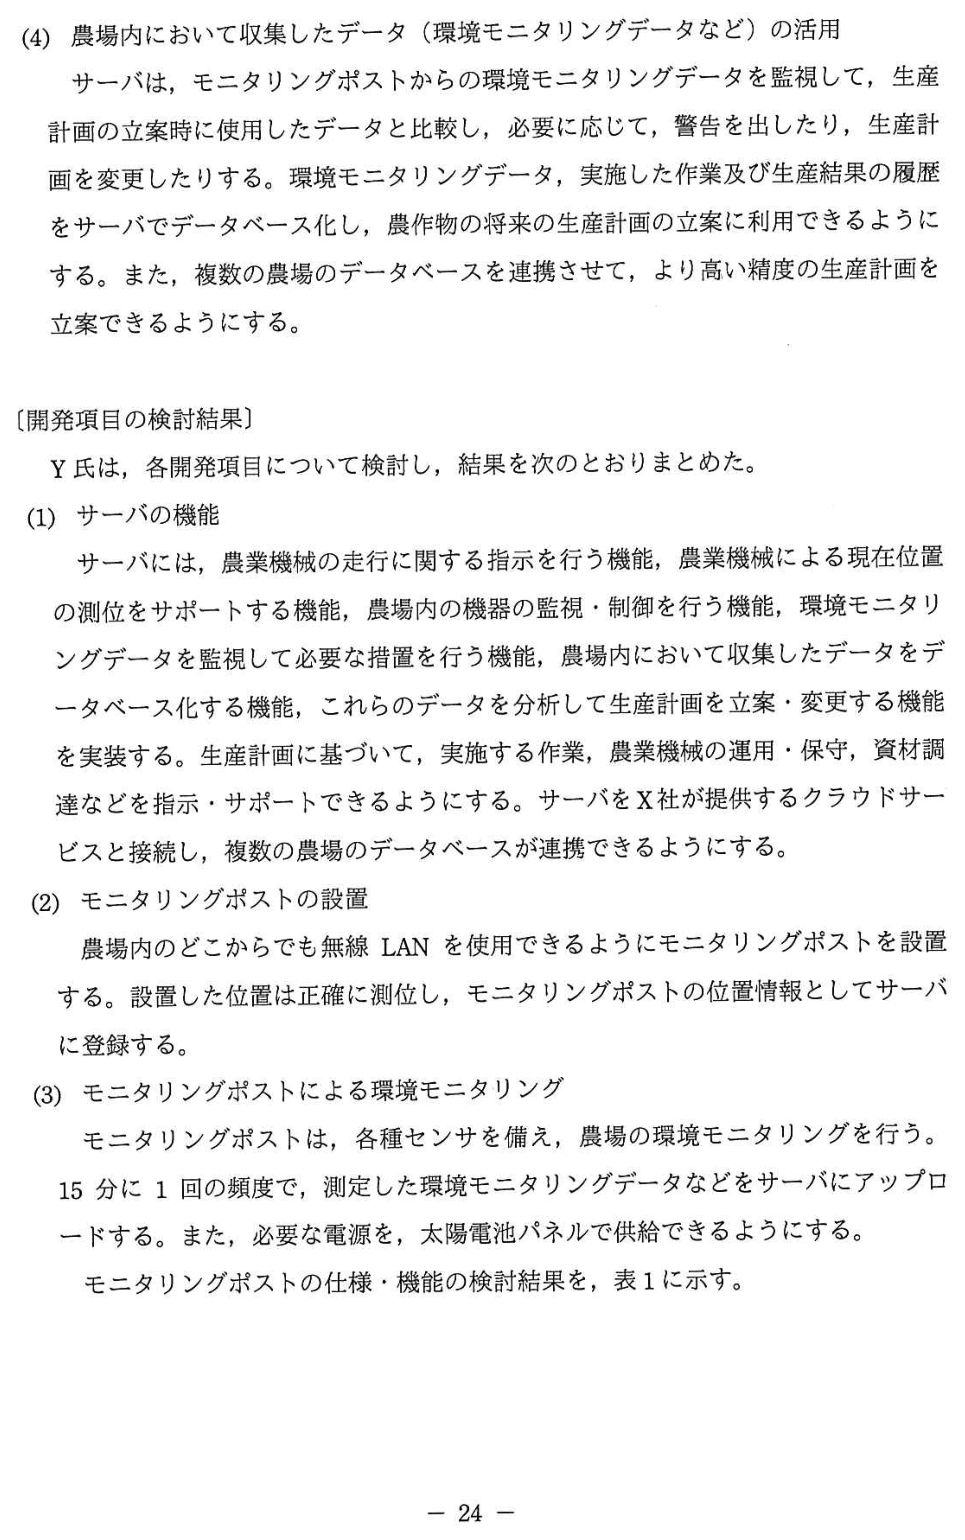 (4) 農場内において収集したデータ（環境モニタリングデータなど）の活用
サーバは，モニタリングポストからの環境モニタリングデータを監視して，生産
計画の立案時に使用したデータと比較し，必要に応じて，警告を出したり，生産計
画を変更したりする。環境モニタリングデータ，実施した作業及び生産結果の履歴
をサーバでデータベース化し，農作物の将来の生産計画の立案に利用できるように
する。また，複数の農場のデータベースを連携させて，より高い精度の生産計画を
立案できるようにする。
〔開発項目の検討結果〕
Y 氏は，各開発項目について検討し，結果を次のとおりまとめた。
(1) サーバの機能
サーバには，農業機械の走行に関する指示を行う機能，農業機械による現在位置
の測位をサポートする機能，農場内の機器の監視・制御を行う機能，環境モニタリ
ングデータを監視して必要な措置を行う機能，農場内において収集したデータをデ
ータベース化する機能，これらのデータを分析して生産計画を立案・変更する機能
を実装する。生産計画に基づいて，実施する作業，農業機械の運用・保守，資材調
達などを指示・サポートできるようにする。サーバを X 社が提供するクラウドサー
ビスと接続し，複数の農場のデータベースが連携できるようにする。
(2) モニタリングポストの設置
農場内のどこからでも無線 LAN を使用できるようにモニタリングポストを設置
する。設置した位置は正確に測位し，モニタリングポストの位置情報としてサーバ
に登録する。
(3) モニタリングポストによる環境モニタリング
モニタリングポストは，各種センサを備え，農場の環境モニタリングを行う。
15 分に 1 回の頻度で，測定した環境モニタリングデータなどをサーバにアップロ
ードする。また，必要な電源を，太陽電池パネルで供給できるようにする。
モニタリングポストの仕様・機能の検討結果を，表 1 に示す。
－ 24 －